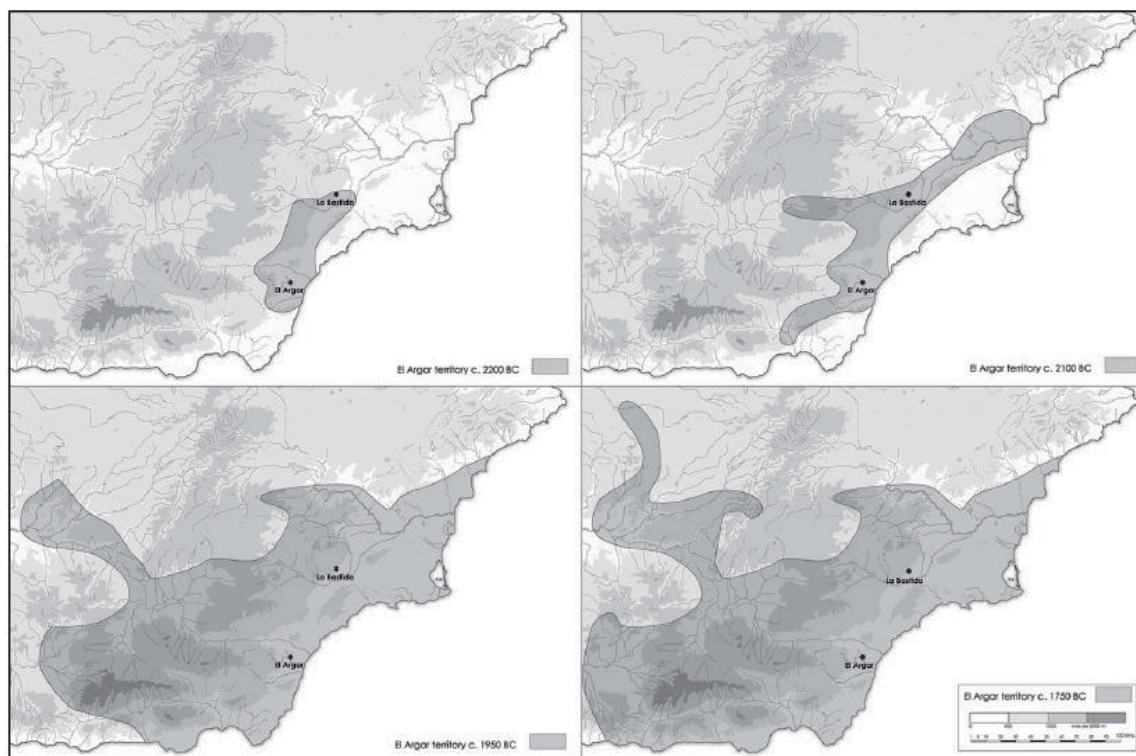 La Bastida
El Argar
El Argar territory c. 2200 BC
La Bastida
El Argar
El Argar territory c. 2100 BC
La Bastida
El Argar
El Argar territory c. 1950 BC
La Bastida
El Argar
El Argar territory c. 1750 BC